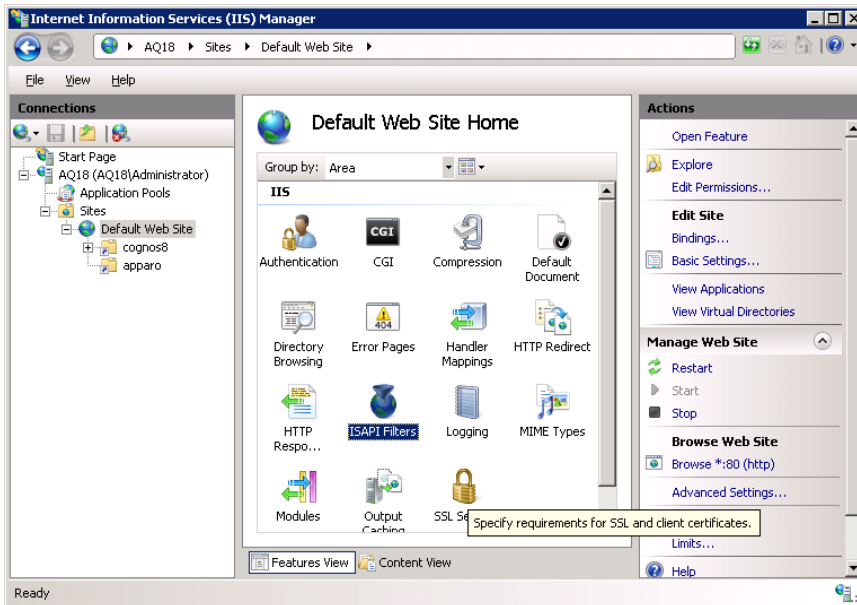 Internet Information Services (IIS) Manager
AQ18 Sites Default Web Site
File View Help
Connections
Start Page
AQ18 (AQ18\Administrator)
Application Pools
Sites
Default Web Site
cognos8
apparo
Default Web Site Home
Group by: Area
IIS
Authentication
CGI
CGI
Compression
Default
Document
Directory
Browsing
404
Error Pages
Handler
Mappings
HTTP Redirect
HTTP
Respo...
ISAPI Filters
Logging
MIME Types
Modules
Output
Caching
SSL Se
Specify requirements for SSL and client certificates.
Features View Content View
Actions
Open Feature
Explore
Edit Permissions...
Edit Site
Bindings...
Basic Settings...
View Applications
View Virtual Directories
Manage Web Site
Restart
Start
Stop
Browse Web Site
Browse *:80 (http)
Advanced Settings...
Limits...
Help
Ready